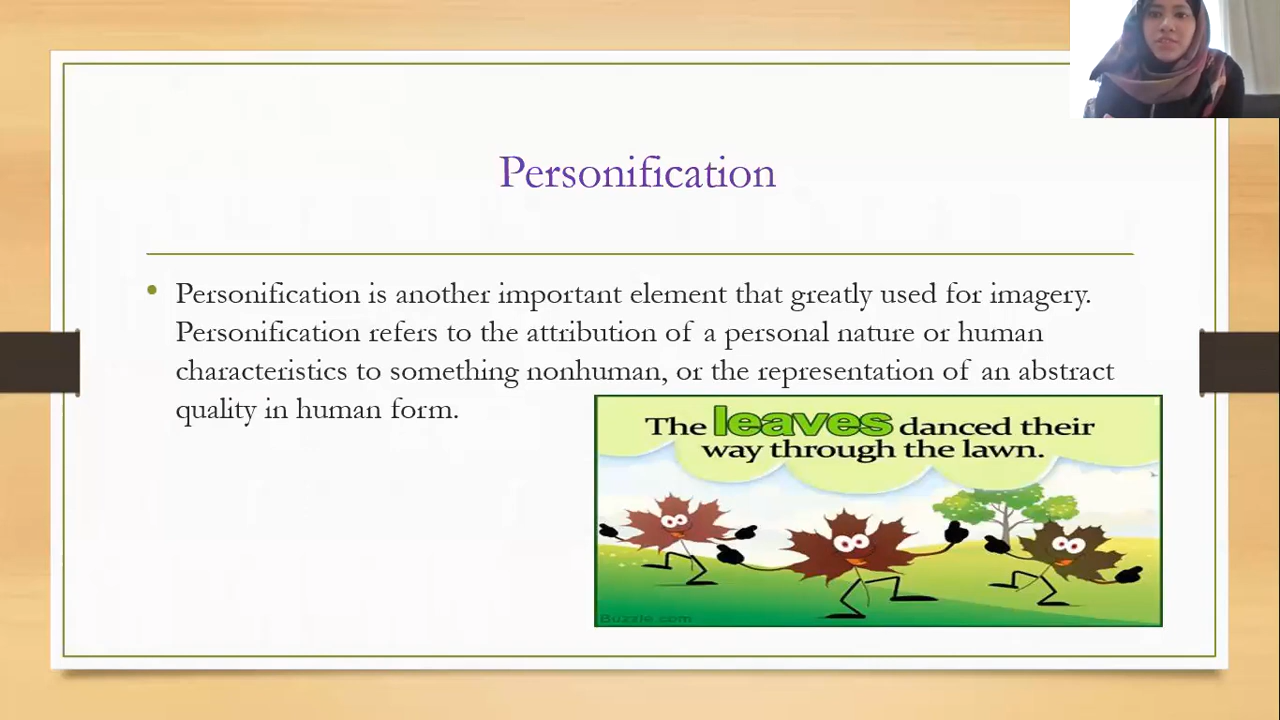 Personification
• Personification is another important element that greatly used for imagery.
Personification refers to the attribution of a personal nature or human
characteristics to something nonhuman, or the representation of an abstract
quality in human form.
The leaves danced their
way through the lawn.
Buzzle.com